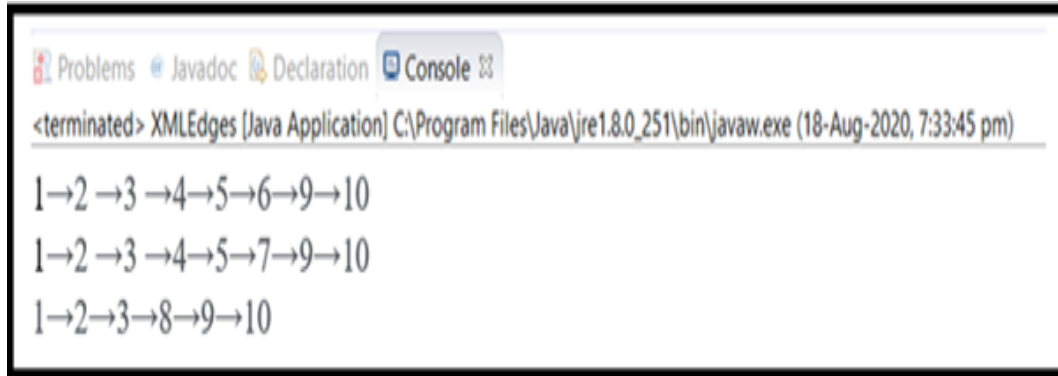 Problems @ Javadoc Declaration Console
<terminated> XMLEdges [Java Application] C:\Program Files\Java\jre1.8.0_251\bin\javaw.exe (18-Aug-2020, 7:33:45 pm)
1→2 →3 →4→5→6→9→10
1→2 →3 →4→5→7→9→10
1→2→3→8→9→10